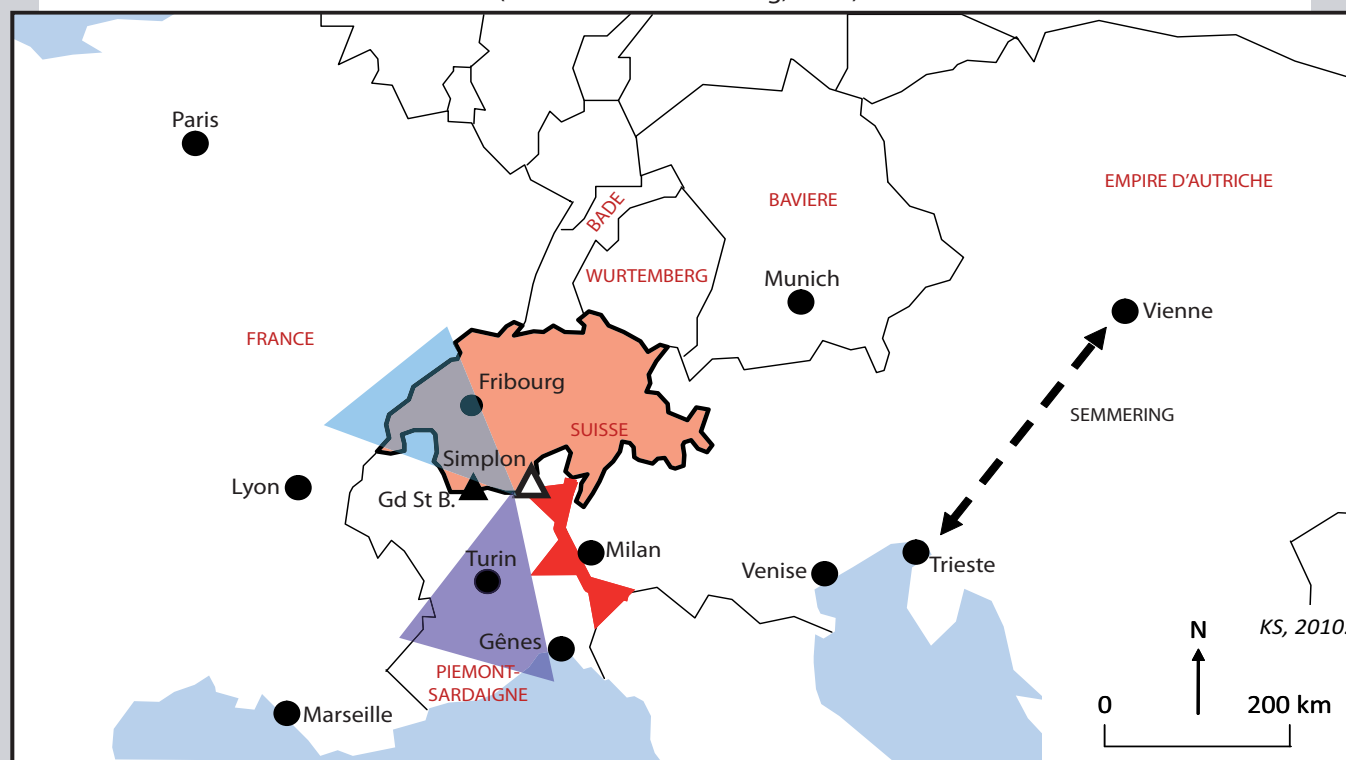 Paris
EMPIRE D'AUTRICHE
BAVIERE
BADE
WURTEMBERG
Munich
Vienne
FRANCE
Fribourg
SEMMERING
SUISSE
Simplon
Lyon
Gd St B.
Turin
Milan
Venise
Trieste
Gênes
PIEMONT-
SARDAIGNE
Marseille
N
KS, 2010.
0
200 km